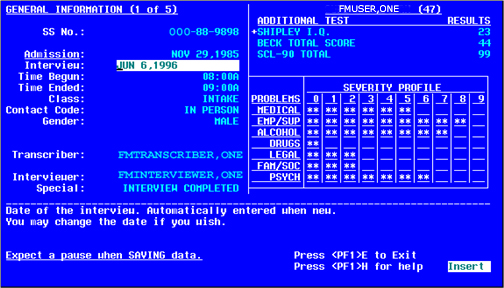 GENERAL INFORMATION (1 of 5)
SS No.: 000-88-9898
Admission: NOV 29,1985
Interview: JUN 6,1996
Time Begun: 08:00A
Time Ended: 09:00A
Class: INTAKE
Contact Code: IN PERSON
Gender: MALE
Transcriber: FMTRANSCRIBER,ONE
Interviewer: FMINTERVIEWER,ONE
Special: INTERVIEW COMPLETED
FMUSER,ONE (47)
ADDITIONAL TEST RESULTS
+SHIPLEY I.Q. 23
BECK TOTAL SCORE 44
SCL-90 TOTAL 99
SEVERITY PROFILE
PROBLEMS 0 1 2 3 4 5 6 7 8 9
MEDICAL ** ** ** ** ** **
EMP/SUP ** ** ** ** ** ** ** ** **
ALCOHOL ** ** ** ** ** ** ** **
DRUGS **
LEGAL ** ** **
FAM/SOC ** ** **
PSYCH ** ** ** ** ** ** **
Date of the interview. Automatically entered when new.
You may change the date if you wish.
Expect a pause when SAVING data.
Press <PF1>E to Exit
Press <PF1>H for help Insert